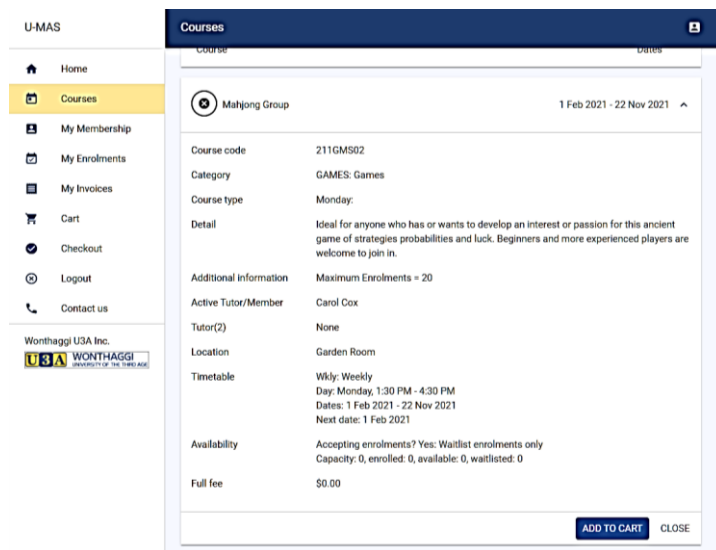 U-MAS
Courses
Course Dates
Home
Courses
My Membership
My Enrolments
My Invoices
Cart
Checkout
Logout
Contact us
Wonthaggi U3A Inc.
U3A WONTHAGGI
UNIVERSITY OF THE THIRD AGE
Mahjong Group 1 Feb 2021 - 22 Nov 2021
Course code 211GMS02
Category GAMES: Games
Course type Monday:
Detail Ideal for anyone who has or wants to develop an interest or passion for this ancient
game of strategies probabilities and luck. Beginners and more experienced players are
welcome to join in.
Additional information Maximum Enrolments = 20
Active Tutor/Member Carol Cox
Tutor(2) None
Location Garden Room
Timetable Wkly: Weekly
Day: Monday, 1:30 PM - 4:30 PM
Dates: 1 Feb 2021 - 22 Nov 2021
Next date: 1 Feb 2021
Availability Accepting enrolments? Yes: Waitlist enrolments only
Capacity: 0, enrolled: 0, available: 0, waitlisted: 0
Full fee $0.00
ADD TO CART CLOSE